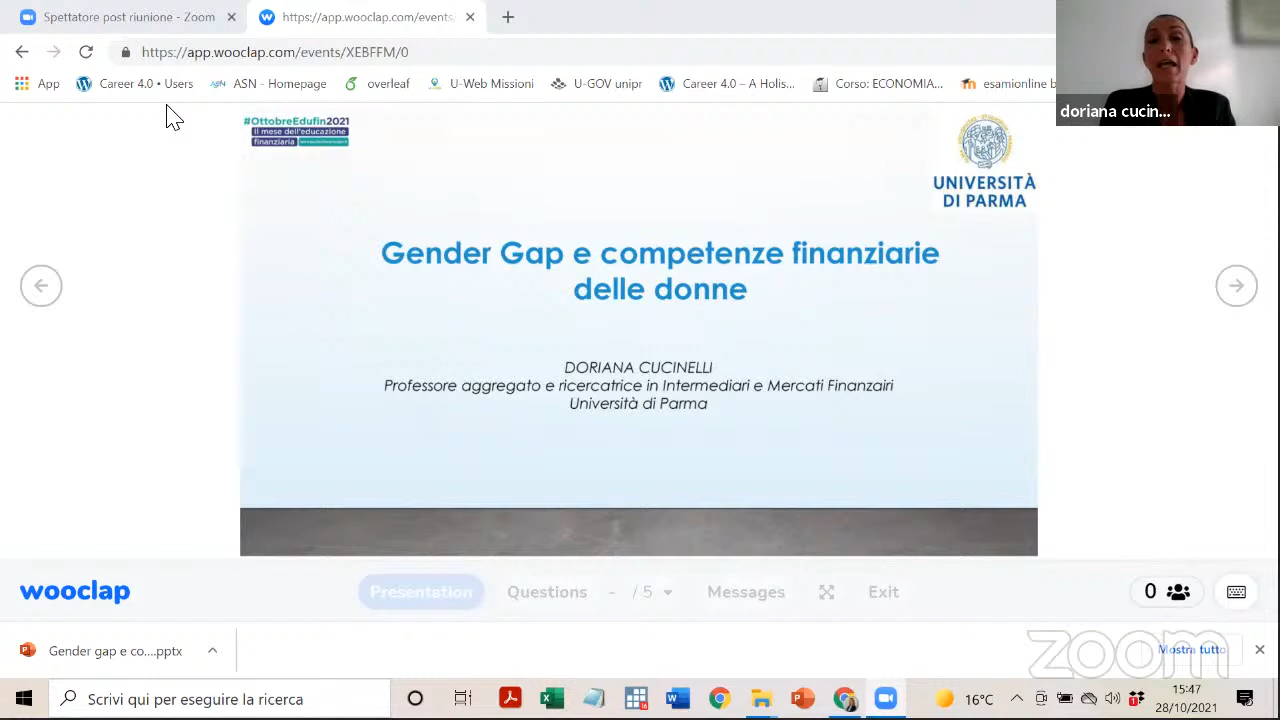 Spettatore post riunione - Zoom
https://app.wooclap.com/events
https://app.wooclap.com/events/XEBFFM/0
App
Career 4.0 • Users
ASN - Homepage
overleaf
U-Web Missioni
U-GOV unipr
Career 4.0 – A Holis...
Corso: ECONOMIA...
esamionline
doriana cucin...
#OttobreEdufin2021
il mese dell'educazione
finanziaria
UNIVERSITÀ
DI PARMA
Gender Gap e competenze finanziarie
delle donne
DORIANA CUCINELLI
Professore aggregato e ricercatrice in Intermediari e Mercati Finanzairi
Università di Parma
wooclap
Presentation
Questions
- / 5
Messages
Exit
0
Gender gap e co....pptx
Mostra tutto
zoom
Scrivi qui per eseguire la ricerca
16°C
15:47
28/10/2021